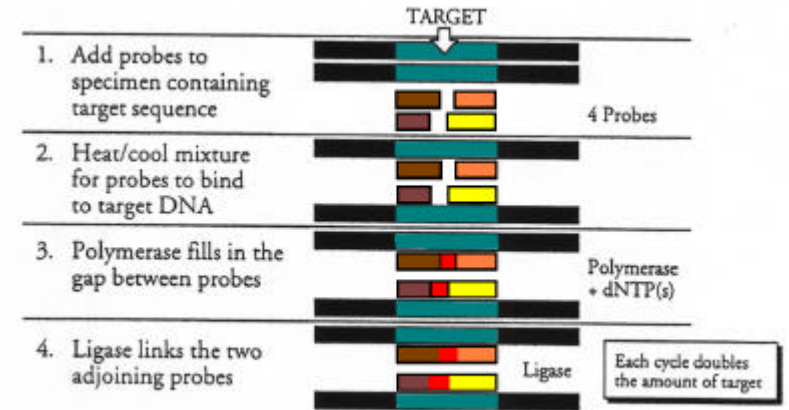 TARGET
1. Add probes to
specimen containing
target sequence
4 Probes
2. Heat/cool mixture
for probes to bind
to target DNA
3. Polymerase fills in the
gap between probes
Polymerase
+ dNTP(s)
4. Ligase links the two
adjoining probes
Ligase
Each cycle doubles
the amount of target